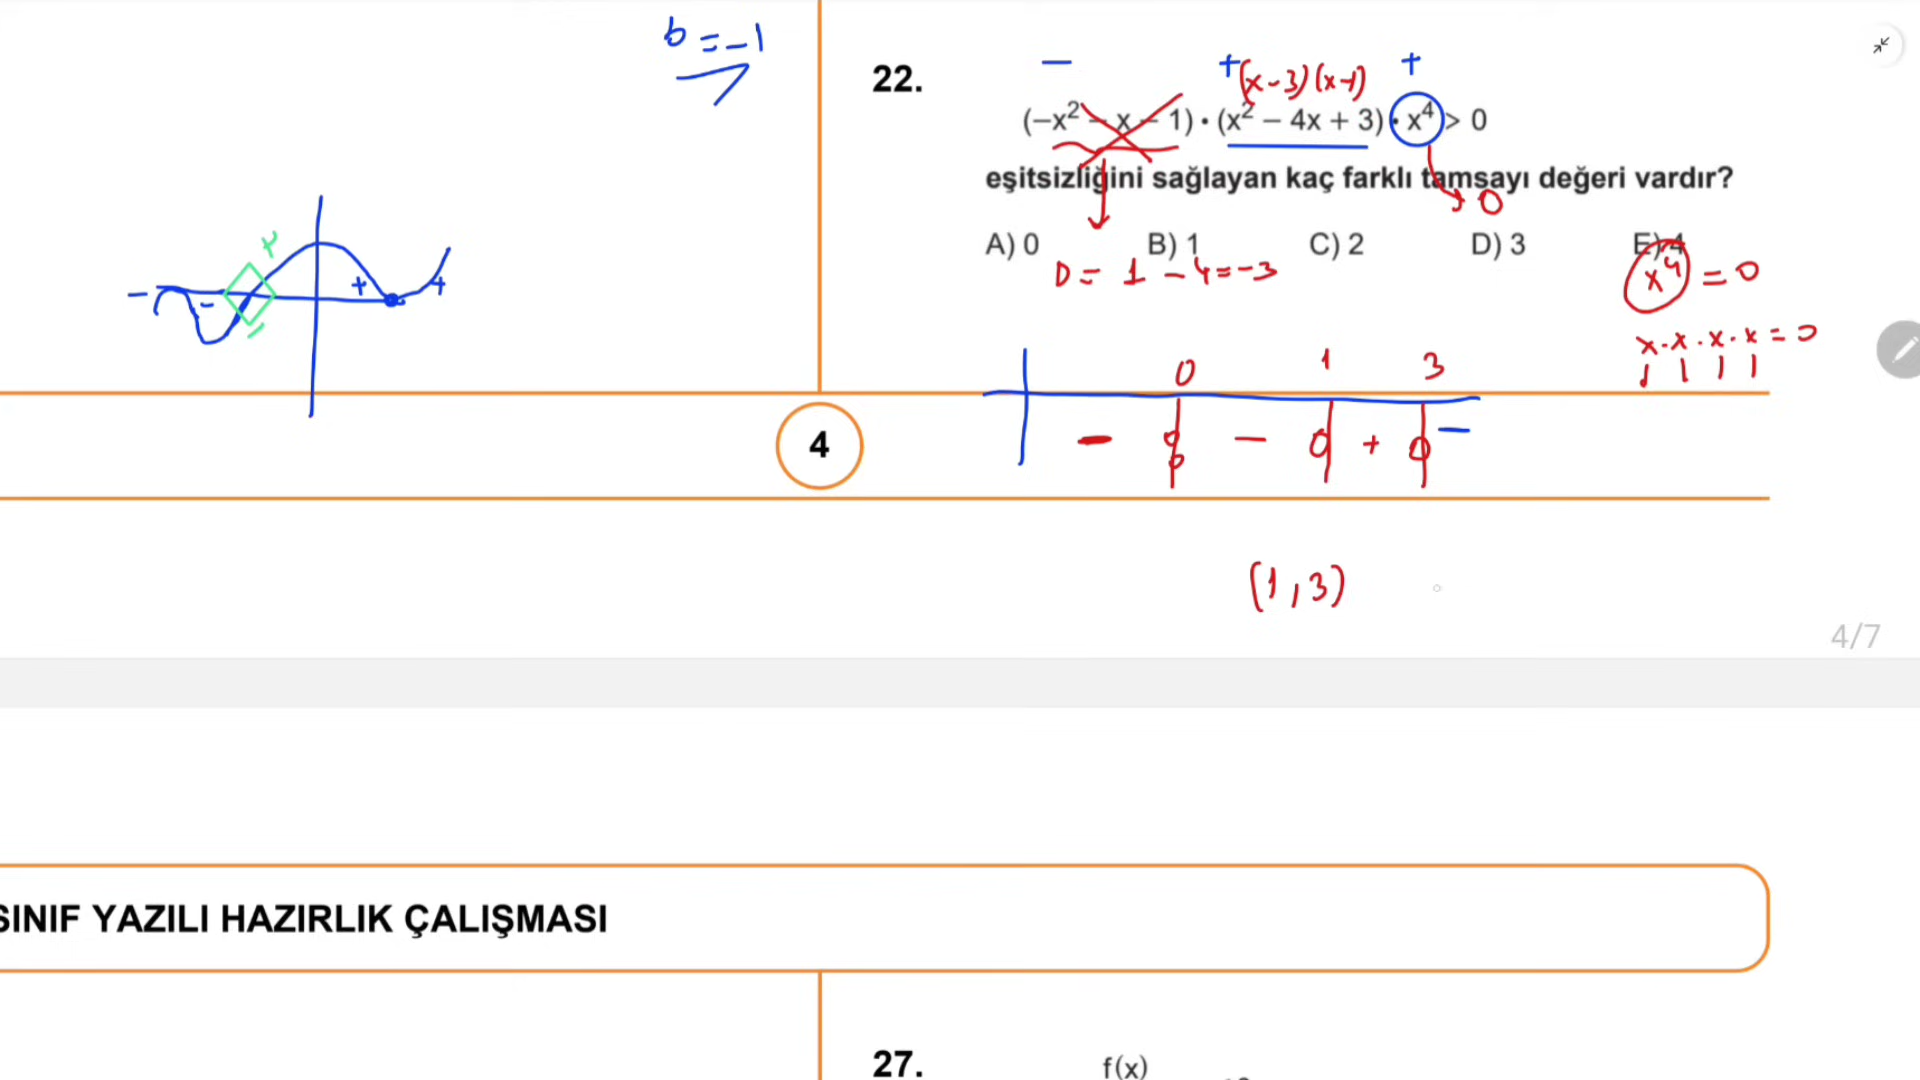 b = -1
22.
- + (x-3)(x-1) +
(–x² – x – 1) • (x² – 4x + 3) • x⁴ > 0
eşitsizliğini sağlayan kaç farklı tamsayı değeri vardır?
0
A) 0 B) 1 C) 2 D) 3 E) 4
D = 1 - 4 = -3
x⁴ = 0
x . x . x . x = 0
0 1 3
- - + -
- - + + +
4
(1,3)
4/7
SINIF YAZILI HAZIRLIK ÇALIŞMASI
27.
f(x)